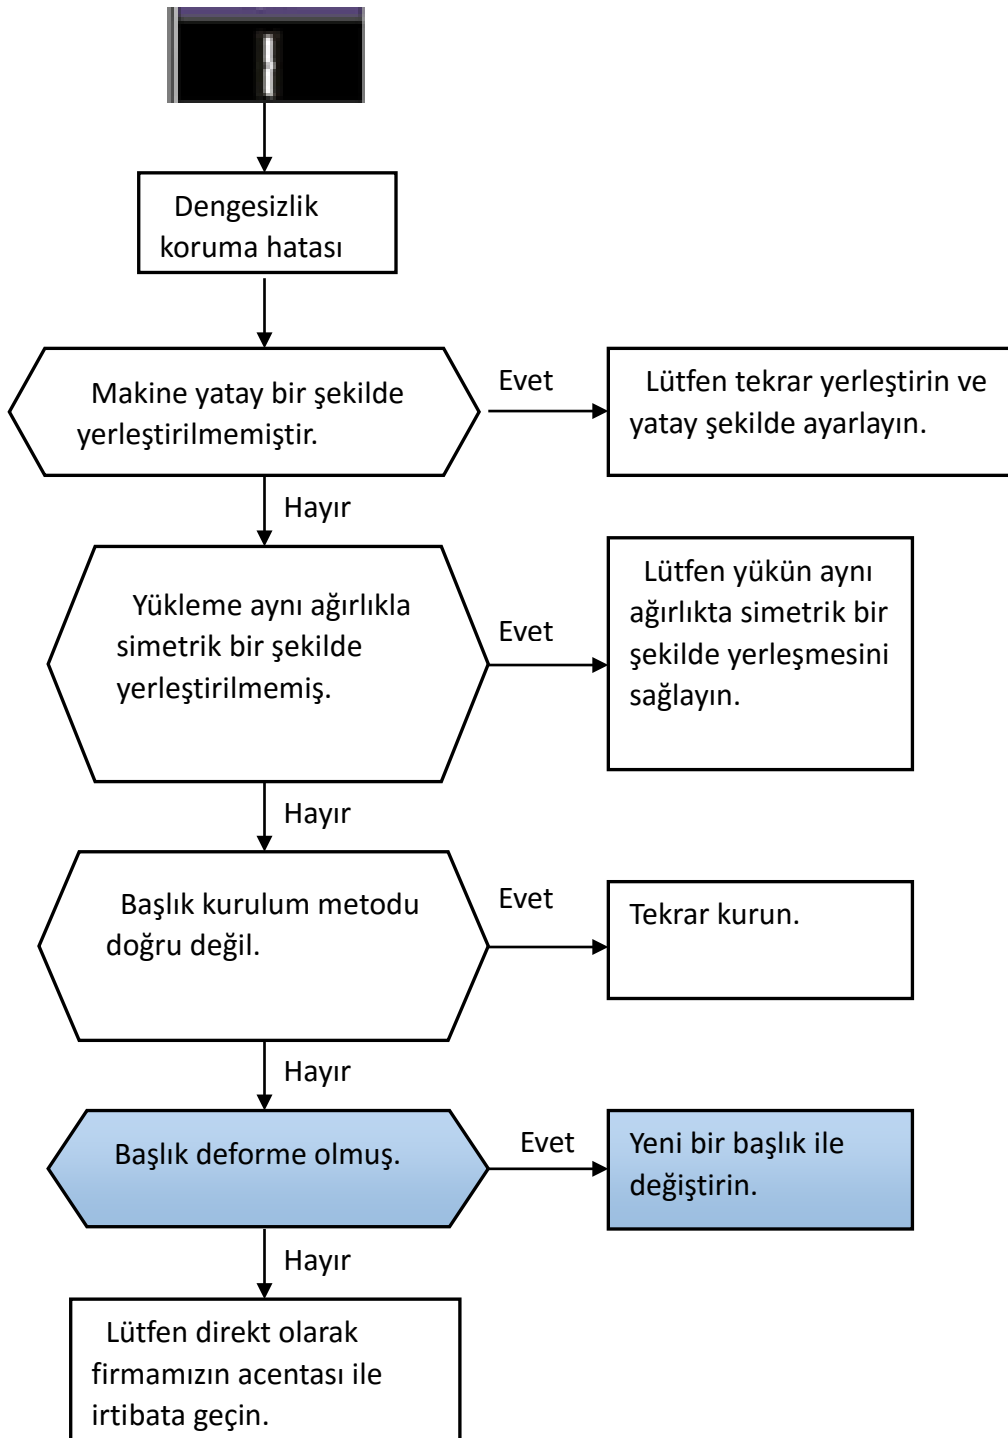 Dengesizlik
koruma hatası
Makine yatay bir şekilde
yerleştirilmemiştir.
Evet
Lütfen tekrar yerleştirin ve
yatay şekilde ayarlayın.
Hayır
Yükleme aynı ağırlıkla
simetrik bir şekilde
yerleştirilmemiş.
Evet
Lütfen yükün aynı
ağırlıkta simetrik bir
şekilde yerleşmesini
sağlayın.
Hayır
Başlık kurulum metodu
doğru değil.
Evet
Tekrar kurun.
Hayır
Başlık deforme olmuş.
Evet
Yeni bir başlık ile
değiştirin.
Hayır
Lütfen direkt olarak
firmamızın acentası ile
irtibata geçin.